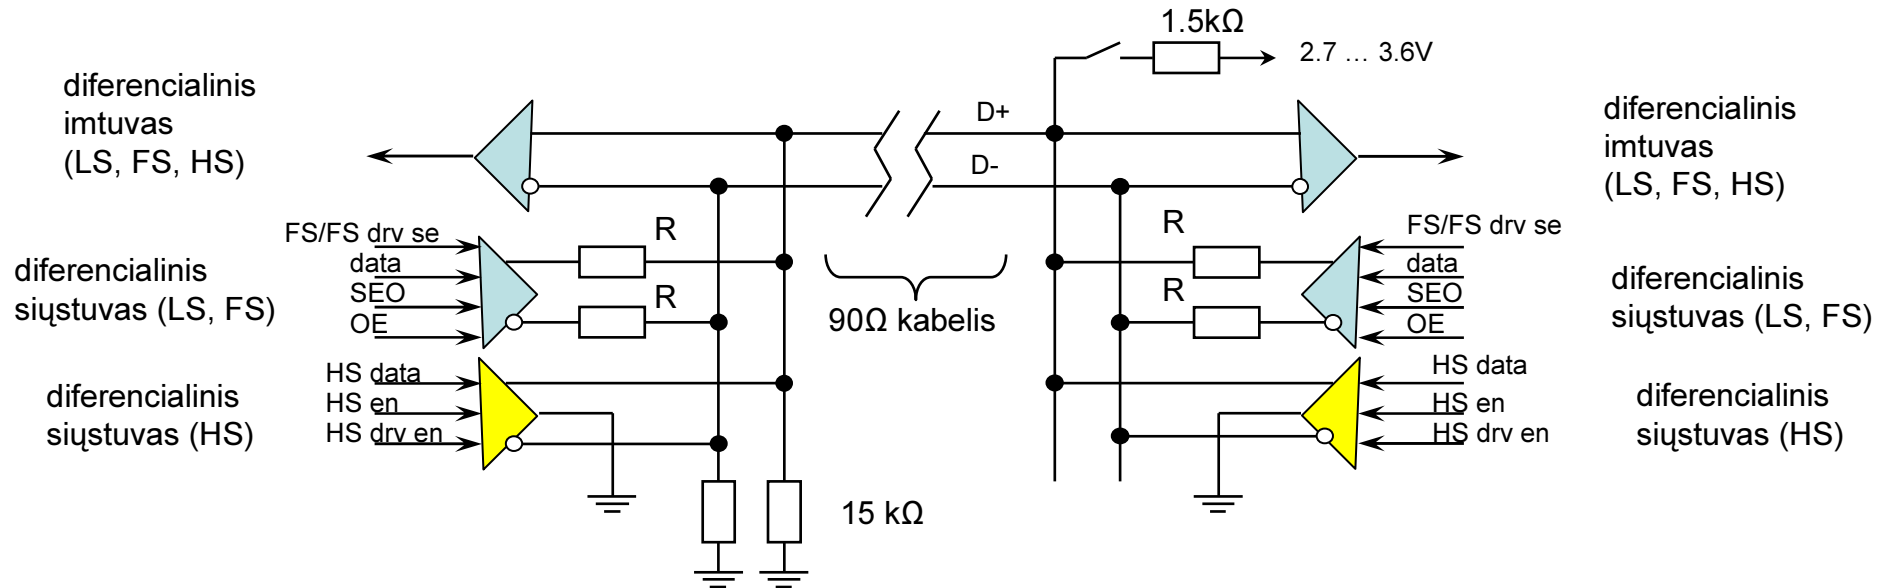 1.5kΩ
2.7 … 3.6V
diferencialinis
imtuvas
(LS, FS, HS)
D+
D-
diferencialinis
imtuvas
(LS, FS, HS)
FS/FS drv se
data
SEO
OE
R
R
diferencialinis
siųstuvas (LS, FS)
90Ω kabelis
R
R
FS/FS drv se
data
SEO
OE
diferencialinis
siųstuvas (LS, FS)
HS data
HS en
HS drv en
diferencialinis
siųstuvas (HS)
HS data
HS en
HS drv en
diferencialinis
siųstuvas (HS)
15 kΩ